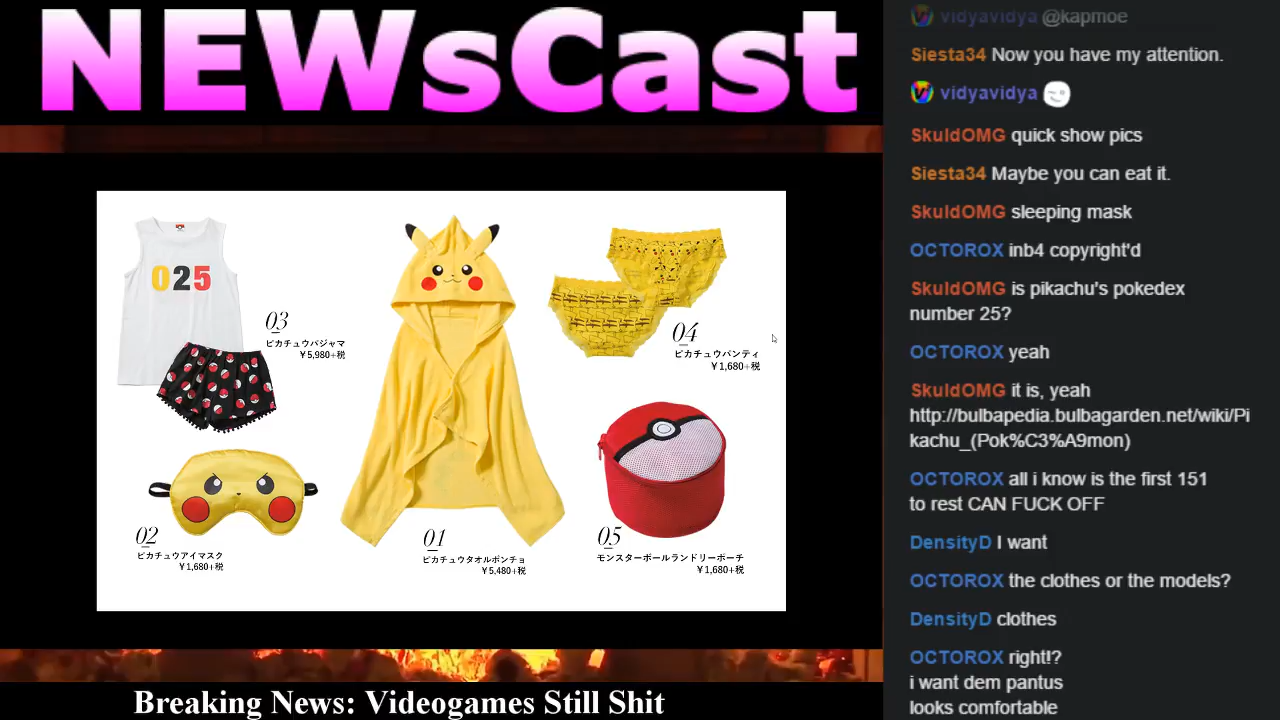 NEWsCast
025
03
ピカチュウパジャマ
￥5,980+税
04
ピカチュウパンティ
￥1,680+税
02
ピカチュウアイマスク
￥1,680+税
01
ピカチュウタオルポンチョ
￥5,480+税
05
モンスターボールランドリーポーチ
￥1,680+税
Breaking News: Videogames Still Shit
vidyavidya @kapmoe
Siesta34 Now you have my attention.
vidyavidya
SkuldOMG quick show pics
Siesta34 Maybe you can eat it.
SkuldOMG sleeping mask
OCTOROX inb4 copyright'd
SkuldOMG is pikachu's pokedex
number 25?
OCTOROX yeah
SkuldOMG it is, yeah
http://bulbapedia.bulbagarden.net/wiki/Pi
kachu_(Pok%C3%A9mon)
OCTOROX all i know is the first 151
to rest CAN FUCK OFF
DensityD I want
OCTOROX the clothes or the models?
DensityD clothes
OCTOROX right!?
i want dem pantus
looks comfortable